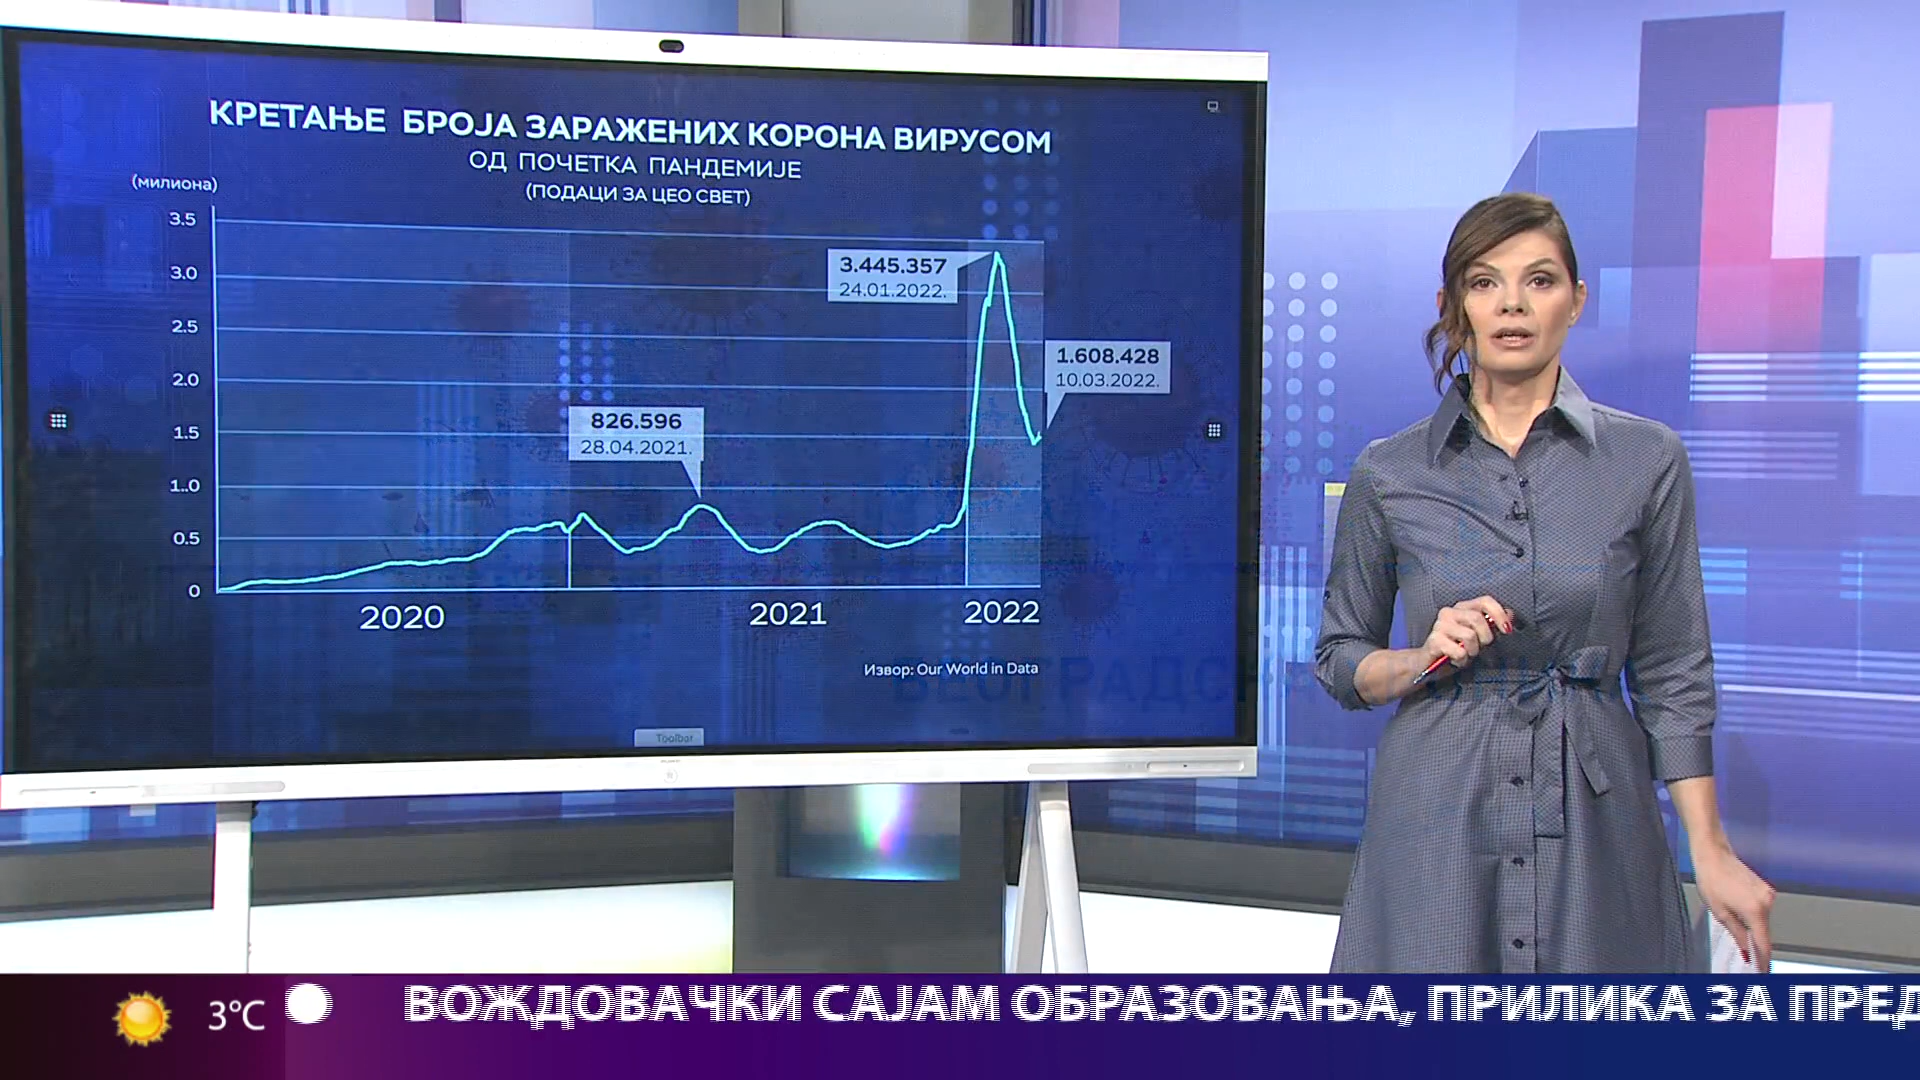 КРЕТАЊЕ БРОЈА ЗАРАЖЕНИХ КОРОНА ВИРУСОМ
ОД ПОЧЕТКА ПАНДЕМИЈЕ
(ПОДАЦИ ЗА ЦЕО СВЕТ)
(милиона)
3.5
3.0
2.5
2.0
1.5
1..0
0.5
0
3.445.357
24.01.2022.
1.608.428
10.03.2022.
826.596
28.04.2021.
2020
2021
2022
Извор: Our World in Data
Toolbar
3°C
ВОЖДОВАЧКИ САЈАМ ОБРАЗОВАЊА, ПРИЛИКА ЗА ПРЕД